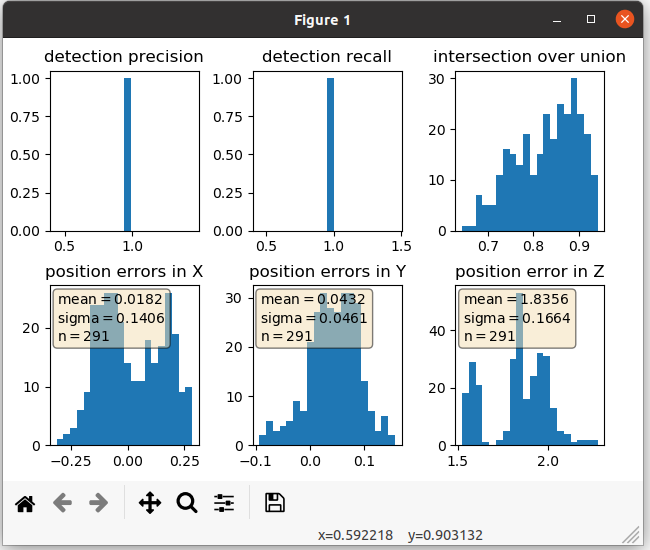 Figure 1
detection precision
detection recall
intersection over union
1.00
0.75
0.50
0.25
0.00
0.5
1.0
1.00
0.75
0.50
0.25
0.00
0.5
1.0
1.5
30
20
10
0
0.7
0.8
0.9
position errors in X
position errors in Y
position error in Z
mean = 0.0182
sigma = 0.1406
n = 291
20
10
0
−0.25
0.00
0.25
mean = 0.0432
sigma = 0.0461
n = 291
30
20
10
0
−0.1
0.0
0.1
mean = 1.8356
sigma = 0.1664
n = 291
40
20
0
1.5
2.0
x=0.592218 y=0.903132